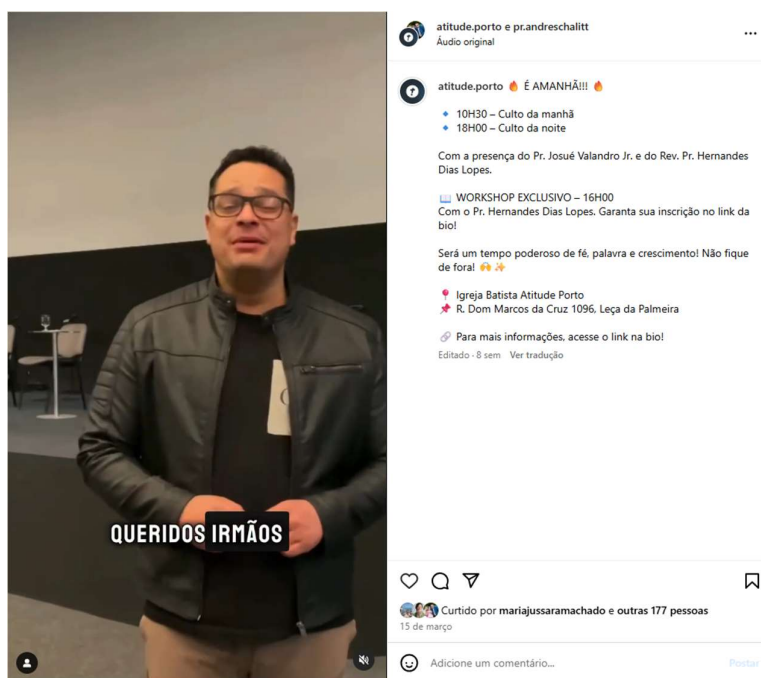 atitude.porto e pr.andreschalitt
Áudio original
atitude.porto 🔥 É AMANHÃ!!! 🔥
🔹 10H30 – Culto da manhã
🔹 18H00 – Culto da noite
Com a presença do Pr. Josué Valandro Jr. e do Rev. Pr. Hernandes
Dias Lopes.
📖 WORKSHOP EXCLUSIVO – 16H00
Com o Pr. Hernandes Dias Lopes. Garanta sua inscrição no link da
bio!
Será um tempo poderoso de fé, palavra e crescimento! Não fique
de fora! 🙌 ✨
📍 Igreja Batista Atitude Porto
📌 R. Dom Marcos da Cruz 1096, Leça da Palmeira
🔗 Para mais informações, acesse o link na bio!
Editado · 8 sem Ver tradução
QUERIDOS IRMÃOS
Curtido por mariajussaramachado e outras 177 pessoas
15 de março
Adicione um comentário...
Postar